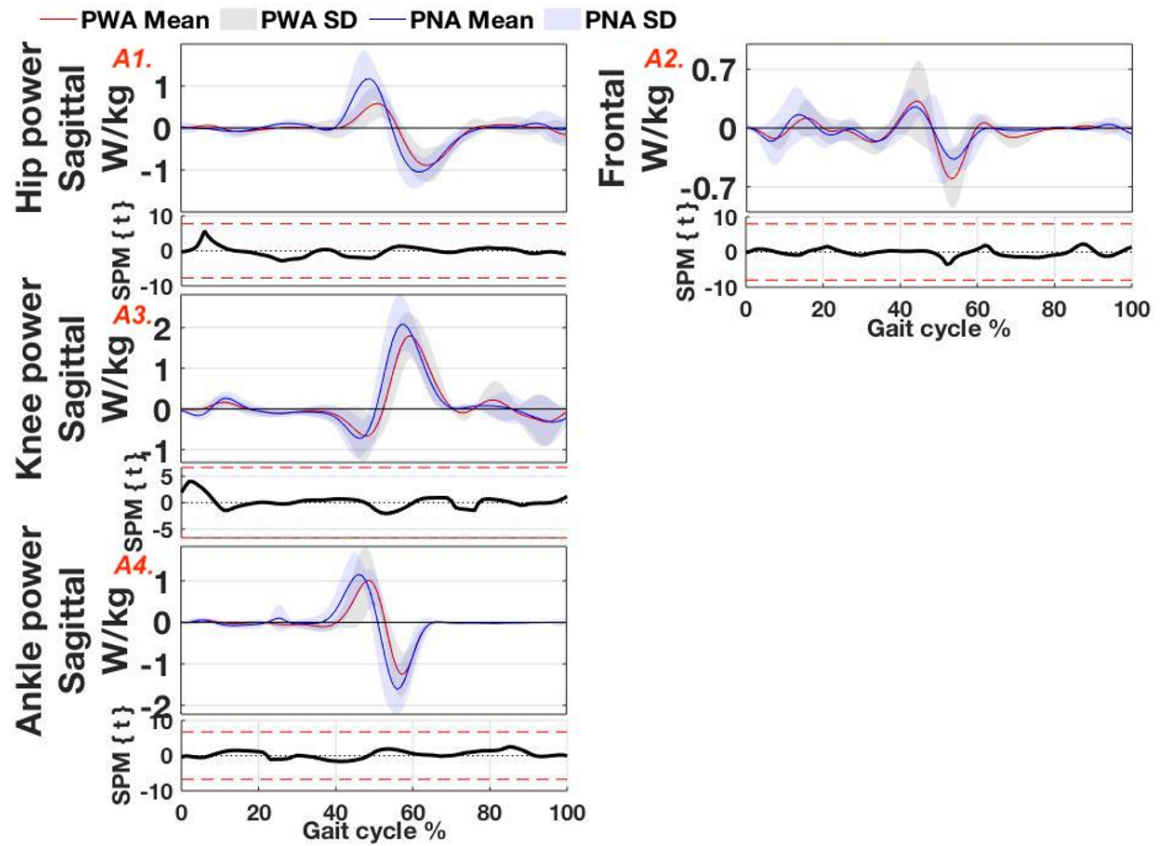 PWA Mean PWA SD PNA Mean PNA SD
Hip power
Sagittal
W/kg
A1.
1
0
-1
SPM { t }
10
0
-10
Frontal
W/kg
A2.
0.7
0
-0.7
SPM { t }
10
0
-10
0 20 40 60 80 100
Gait cycle %
Knee power
Sagittal
W/kg
A3.
2
1
0
1
SPM { t }
5
0
-5
Ankle power
Sagittal
W/kg
A4.
1
0
-1
-2
SPM { t }
10
0
-10
0 20 40 60 80 100
Gait cycle %